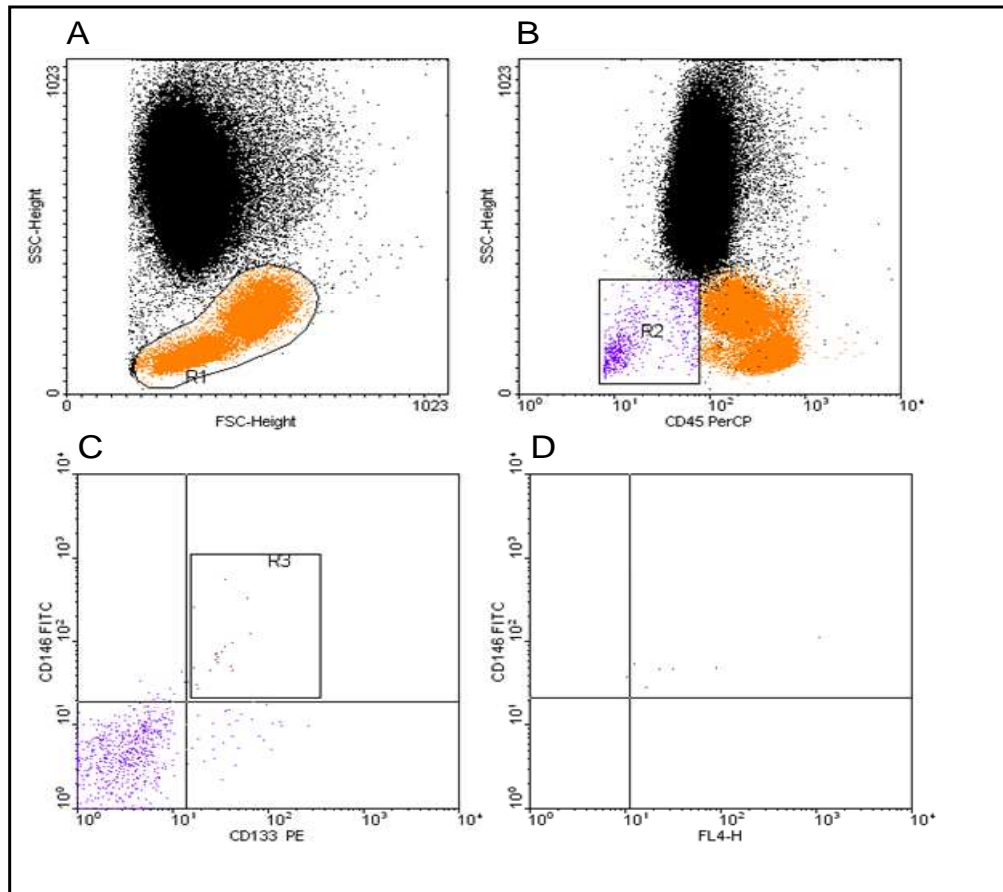 A
B
1023
SSC-Height
0
R1
0
1023
FSC-Height
1023
SSC-Height
0
R2
10⁰
10¹
10²
10³
10⁴
CD45 PerCP
C
D
10⁴
10³
10²
10¹
10⁰
CD146 FITC
R3
10⁰
10¹
10²
10³
10⁴
CD133 PE
10⁴
10³
10²
10¹
10⁰
CD146 FITC
10⁰
10¹
10²
10³
10⁴
FL4-H